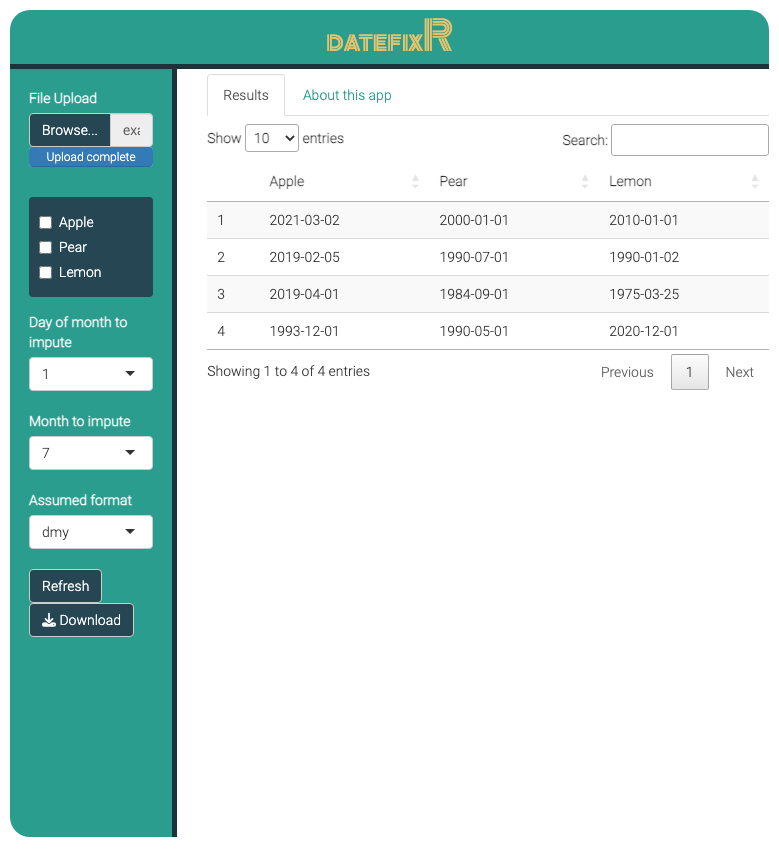 DATEFIXR
File Upload
Browse... exa
Upload complete
Apple
Pear
Lemon
Day of month to
impute
1
Month to impute
7
Assumed format
dmy
Refresh
Download
Results About this app
Show 10 entries Search:
Apple Pear Lemon
1 2021-03-02 2000-01-01 2010-01-01
2 2019-02-05 1990-07-01 1990-01-02
3 2019-04-01 1984-09-01 1975-03-25
4 1993-12-01 1990-05-01 2020-12-01
Showing 1 to 4 of 4 entries Previous 1 Next